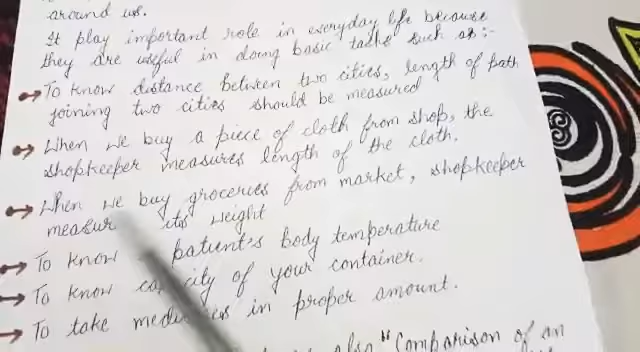 around us.
It play important role in everyday life because
they are useful in doing basic tasks such as:-
→ To know distance between two cities, length of path
joining two cities should be measured
→ When we buy a piece of cloth from shop, the
shopkeeper measures length of the cloth.
→ When we buy groceries from market, shopkeeper
measur its weight
→ To know patient's body temperature
→ To know capacity of your container.
→ To take medicines in proper amount.
also "Comparison of an